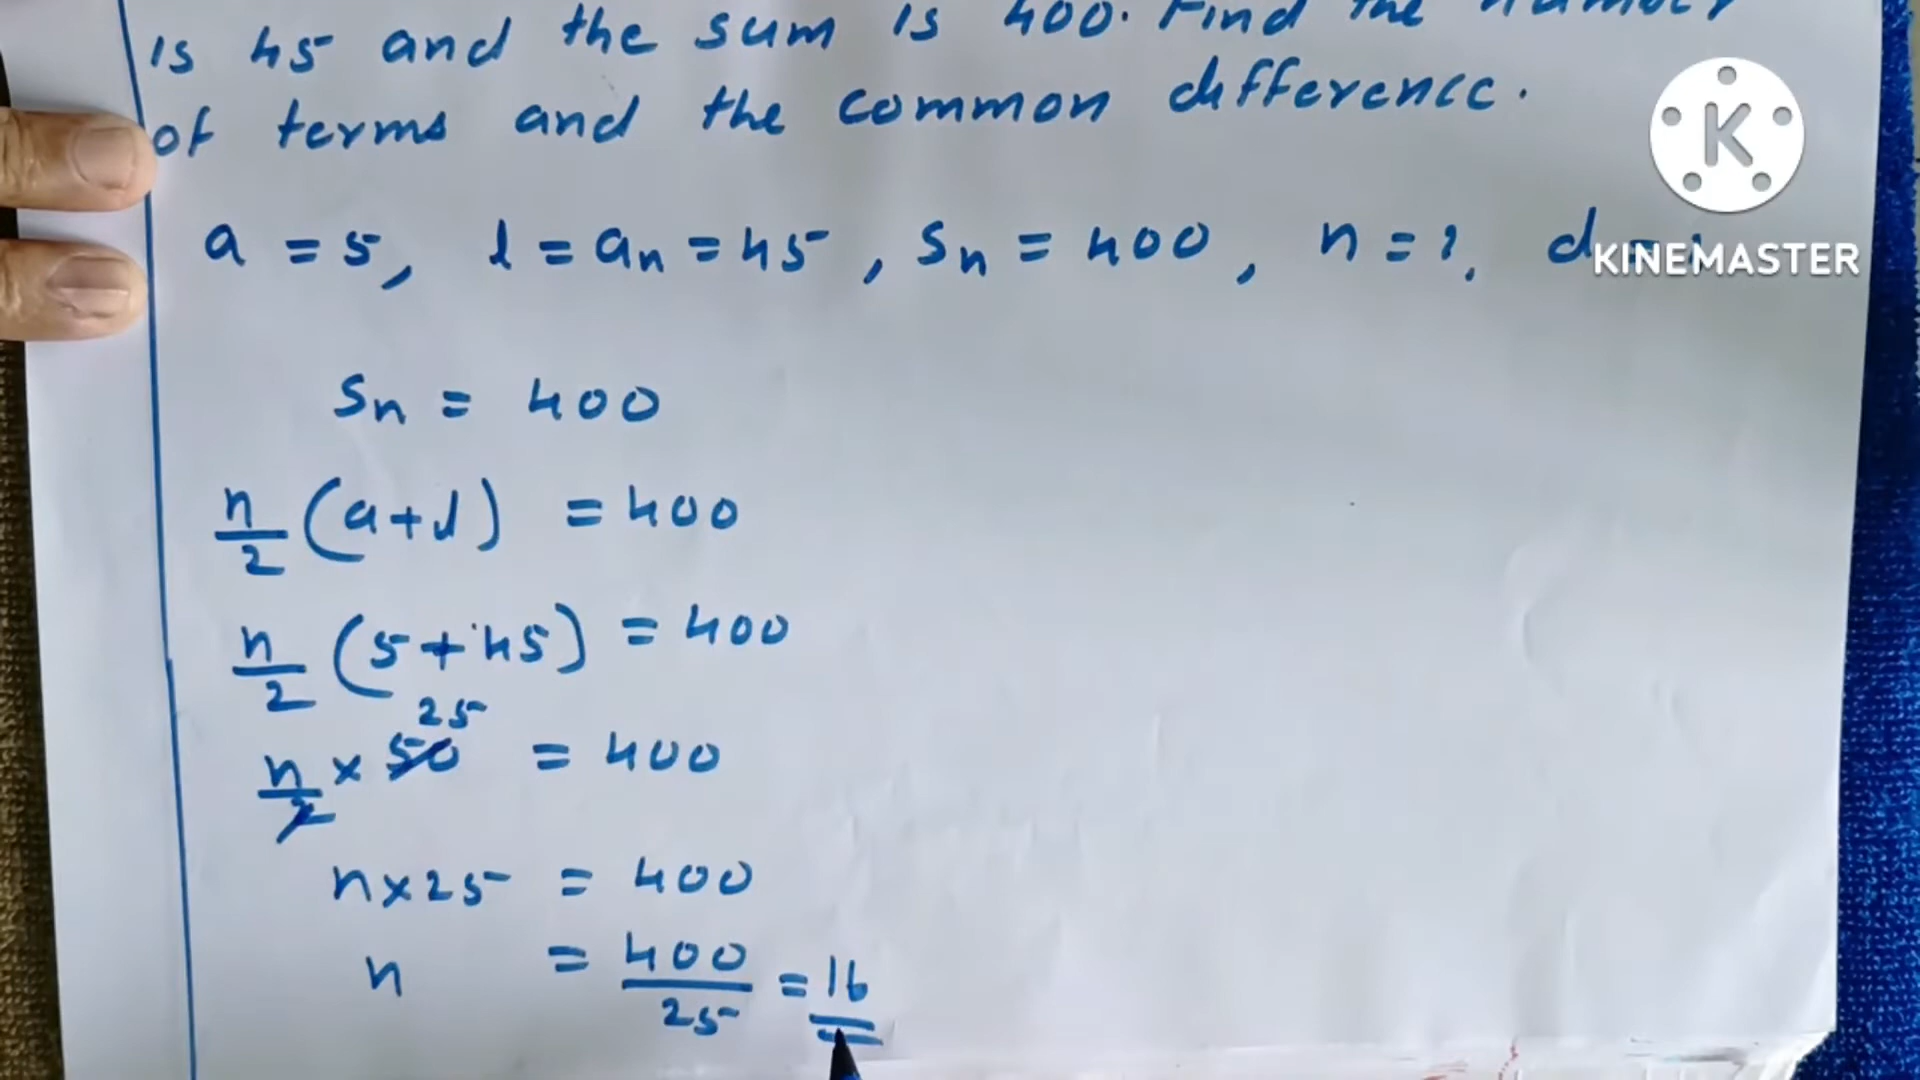 is 45 and the sum is 400. Find the number
of terms and the common difference.
K
KINEMASTER
a = 5, l = an = 45, Sn = 400, n = ?, d =
Sn = 400
n/2 (a+l) = 400
n/2 (5+45) = 400
25
n/2 × 50 = 400
n×25 = 400
n = 400/25 = 16